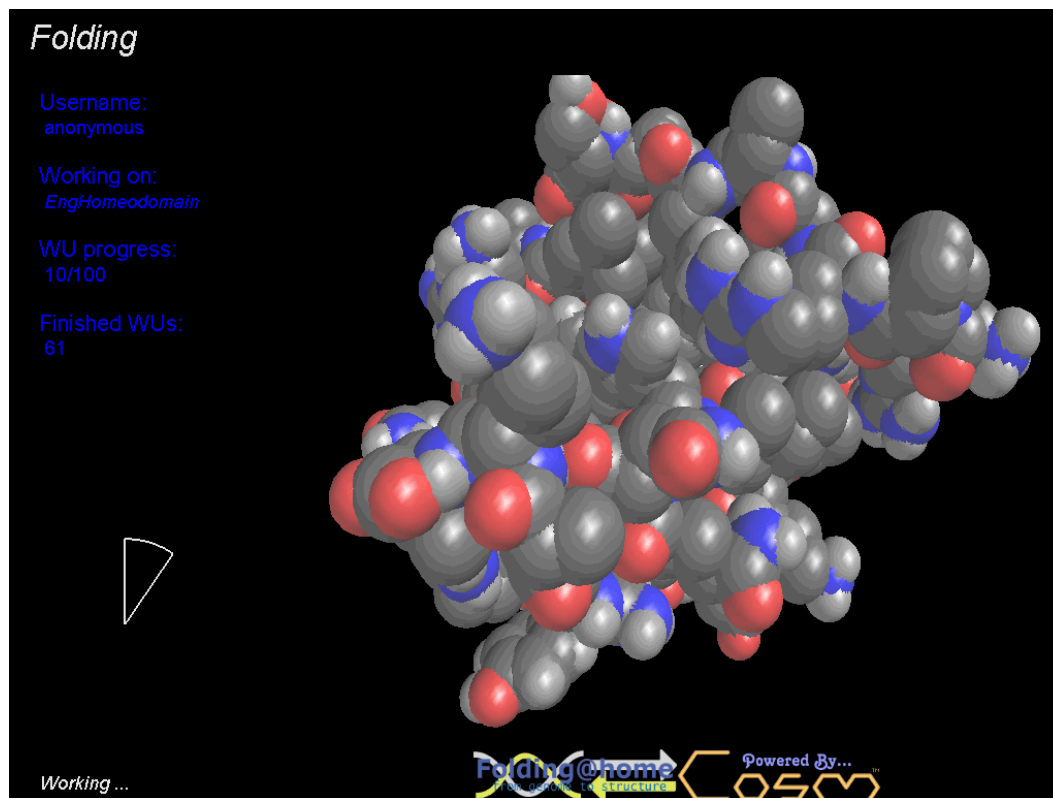 Folding
Username:
anonymous
Working on:
EngHomeodomain
WU progress:
10/100
Finished WUs:
61
Working ...
Folding@home
from genome to structure
Powered By...
COSM™